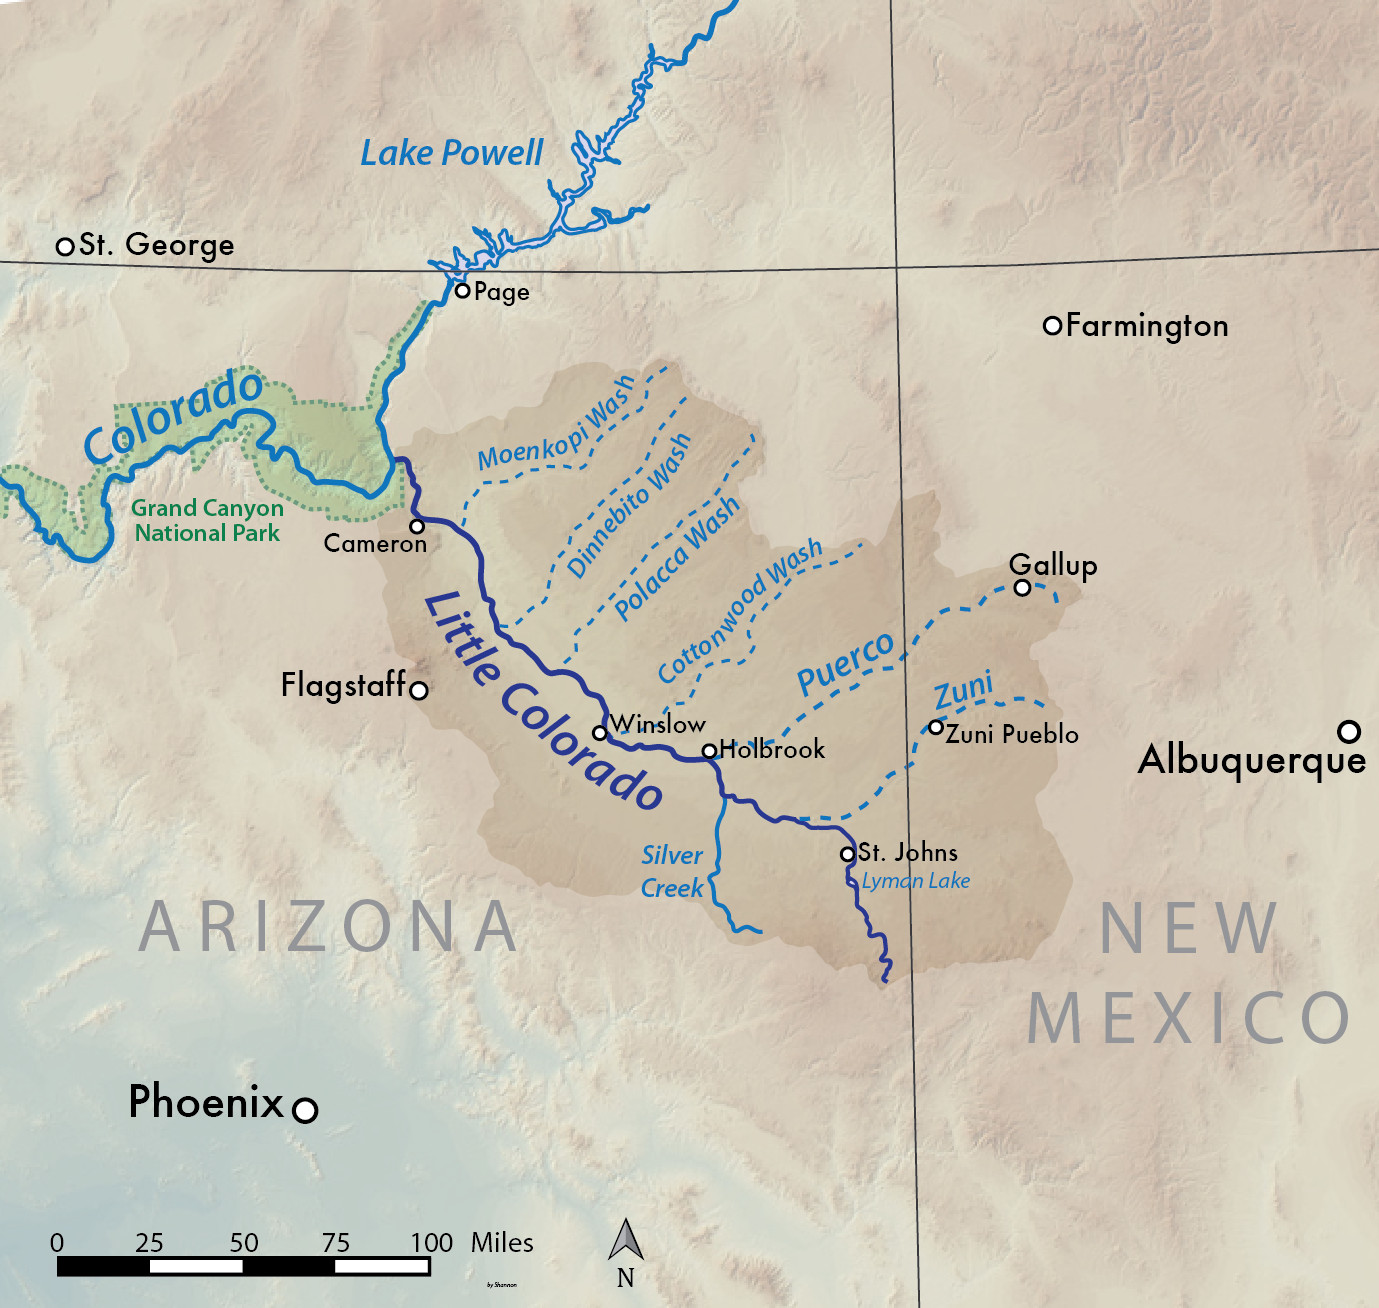 Lake Powell
St. George
Page
Farmington
Colorado
Moenkopi Wash
Dinnebito Wash
Polacca Wash
Grand Canyon
National Park
Cameron
Cottonwood Wash
Gallup
Little Colorado
Puerco
Flagstaff
Zuni
Winslow
Zuni Pueblo
Holbrook
Albuquerque
St. Johns
Silver
Creek
Lyman Lake
ARIZONA
NEW
MEXICO
Phoenix
0 25 50 75 100 Miles
N
by Shannon